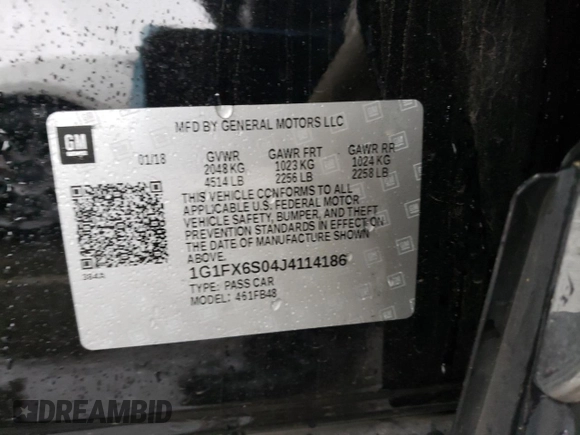 MFD BY GENERAL MOTORS LLC
GM
01/18 GVWR GAWR FRT GAWR RR
2048 KG 1023 KG 1024 KG
4514 LB 2256 LB 2258 LB
THIS VEHICLE CONFORMS TO ALL
APPLICABLE U.S. FEDERAL MOTOR
VEHICLE SAFETY, BUMPER, AND THEFT
PREVENTION STANDARDS IN EFFECT ON
THE DATE OF MANUFACTURE SHOWN
ABOVE.
1G1FX6S04J4114186
TYPE: PASS CAR
MODEL: 461FB48
DREAMBID